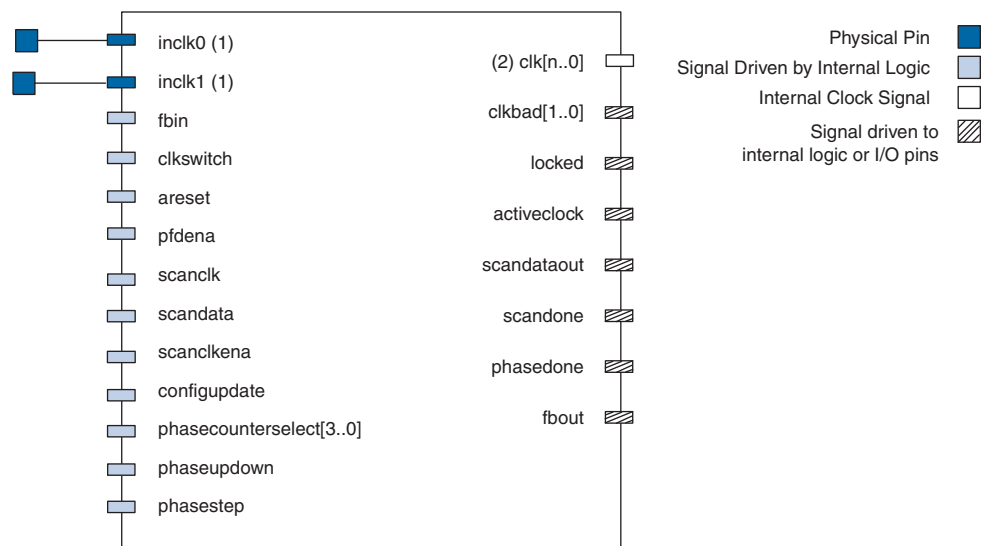 inclk0 (1)
inclk1 (1)
fbin
clkswitch
areset
pfdena
scanclk
scandata
scanclkena
configupdate
phasecounterselect[3..0]
phaseupdown
phasestep
(2) clk[n..0]
clkbad[1..0]
locked
activeclock
scandataout
scandone
phasedone
fbout
Physical Pin
Signal Driven by Internal Logic
Internal Clock Signal
Signal driven to
internal logic or I/O pins